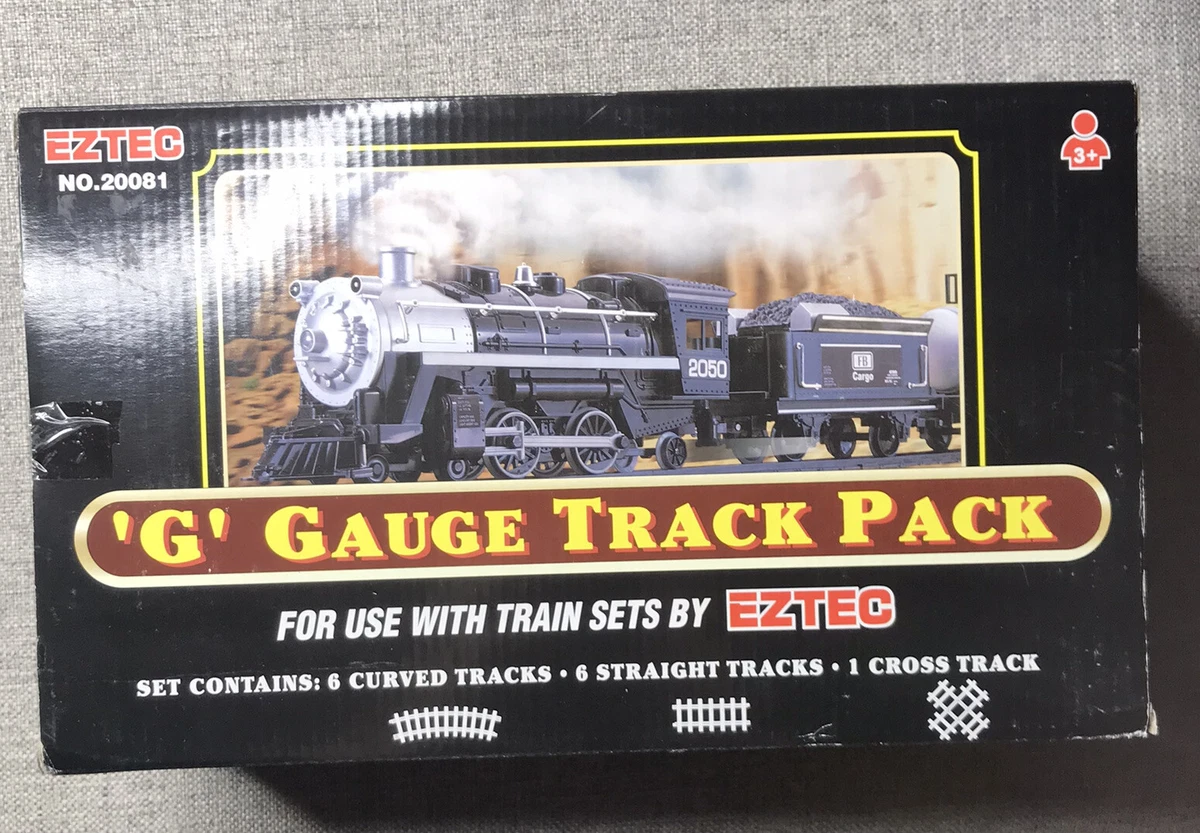 EZTEC
NO.20081
3+
2050
FB
Cargo
'G' GAUGE TRACK PACK
FOR USE WITH TRAIN SETS BY EZTEC
SET CONTAINS: 6 CURVED TRACKS • 6 STRAIGHT TRACKS • 1 CROSS TRACK